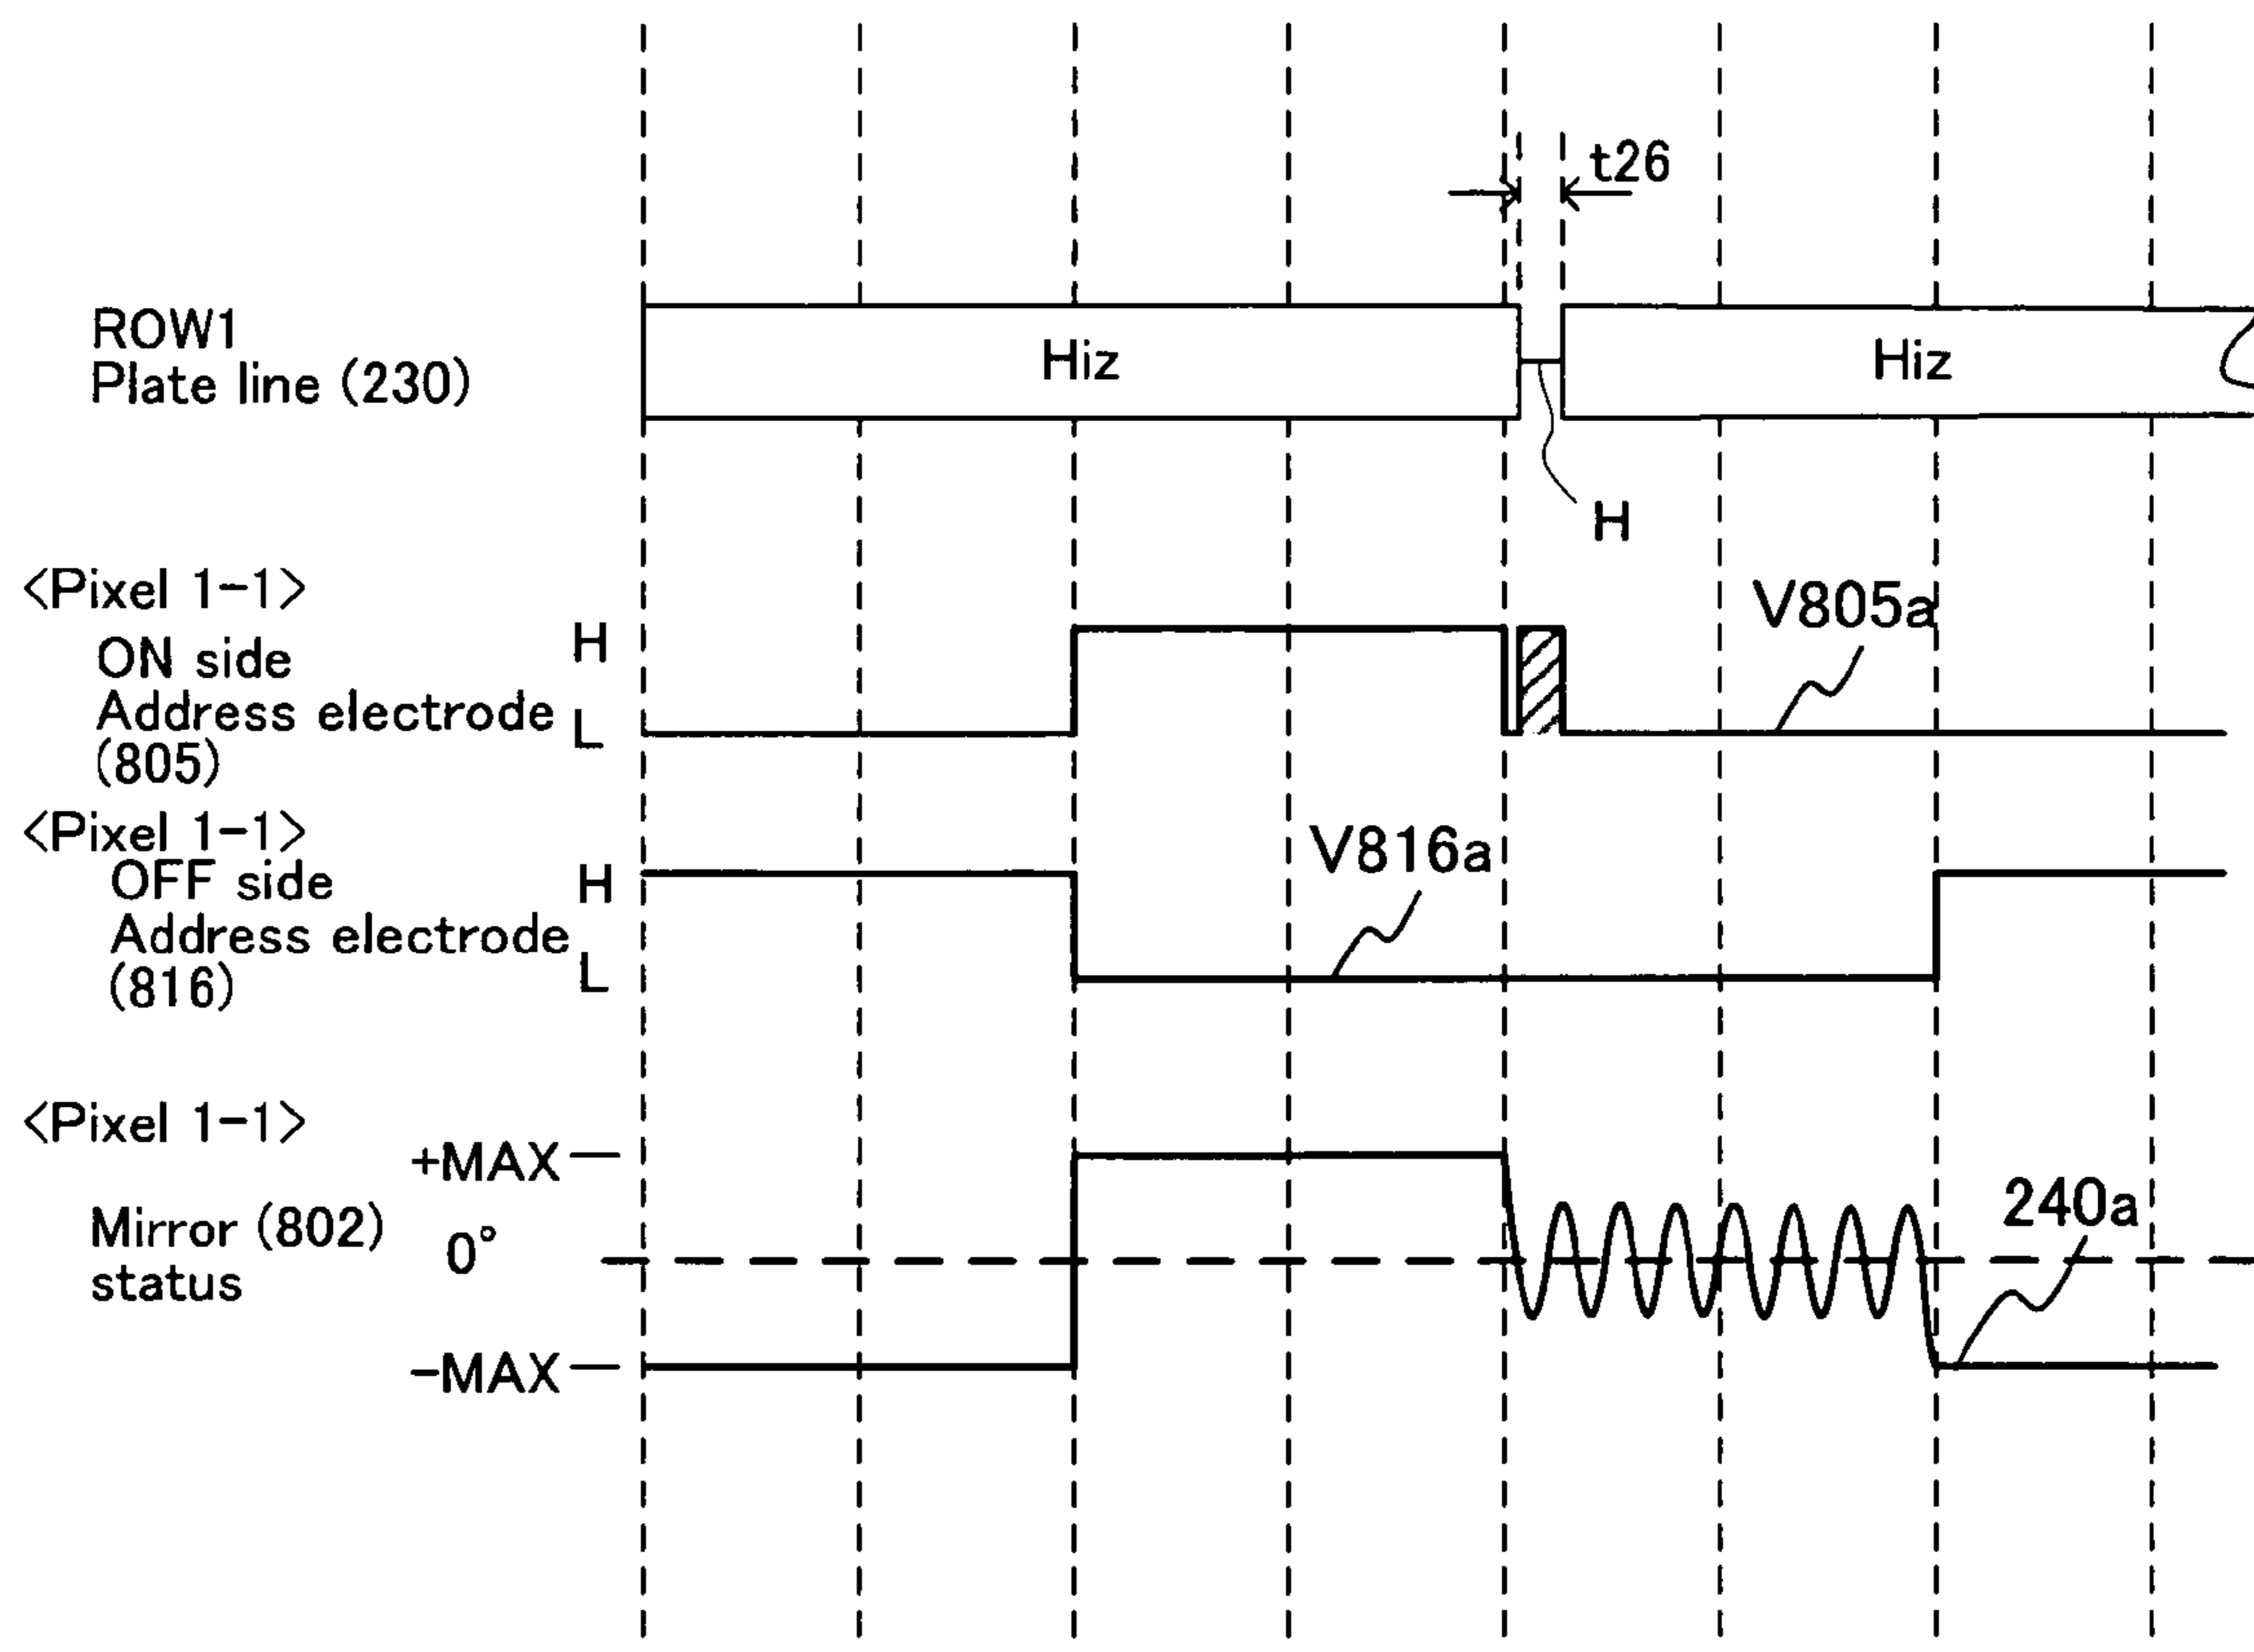 t26
ROW1
Plate line (230)
Hiz
Hiz
H
<Pixel 1-1>
ON side
Address electrode
(805)
H
L
V805a
<Pixel 1-1>
OFF side
Address electrode
(816)
H
L
V816a
<Pixel 1-1>
+MAX
Mirror (802)
status
0°
-MAX
240a